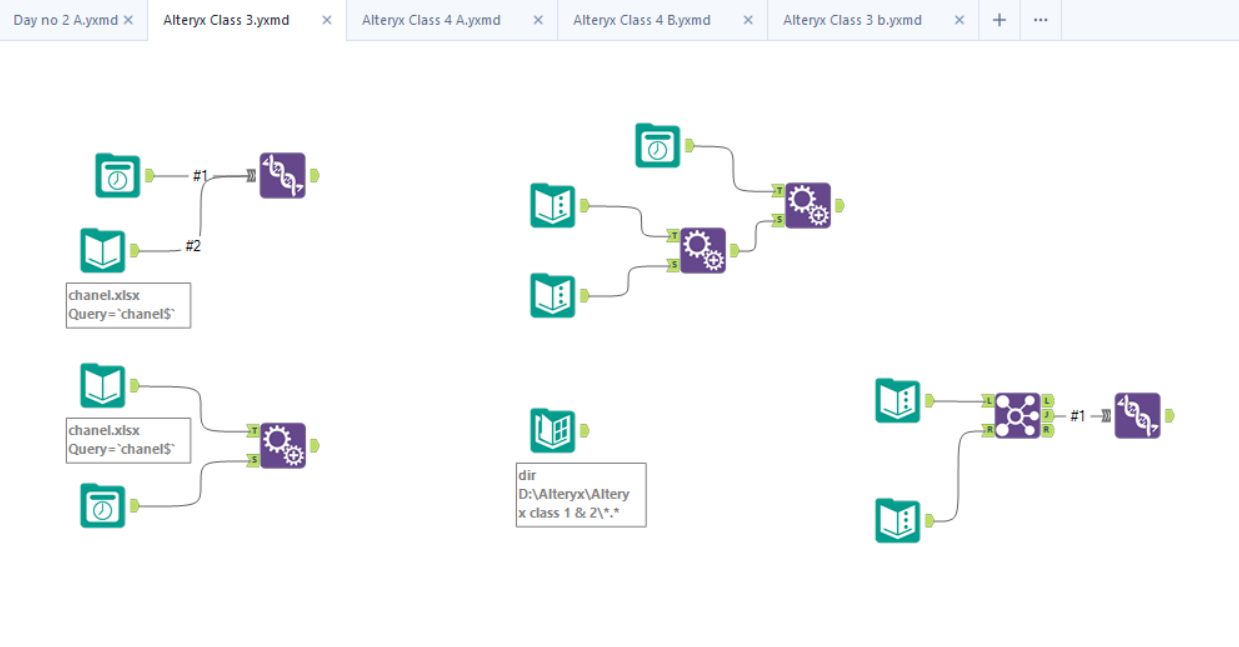 Day no 2 A.yxmd
Alteryx Class 3.yxmd
Alteryx Class 4 A.yxmd
Alteryx Class 4 B.yxmd
Alteryx Class 3 b.yxmd
#1
#2
chanel.xlsx
Query=`chanel$`
T
S
T
S
chanel.xlsx
Query=`chanel$`
T
S
L
L
J
#1
R
R
dir
D:\Alteryx\Altery
x class 1 & 2\*.*